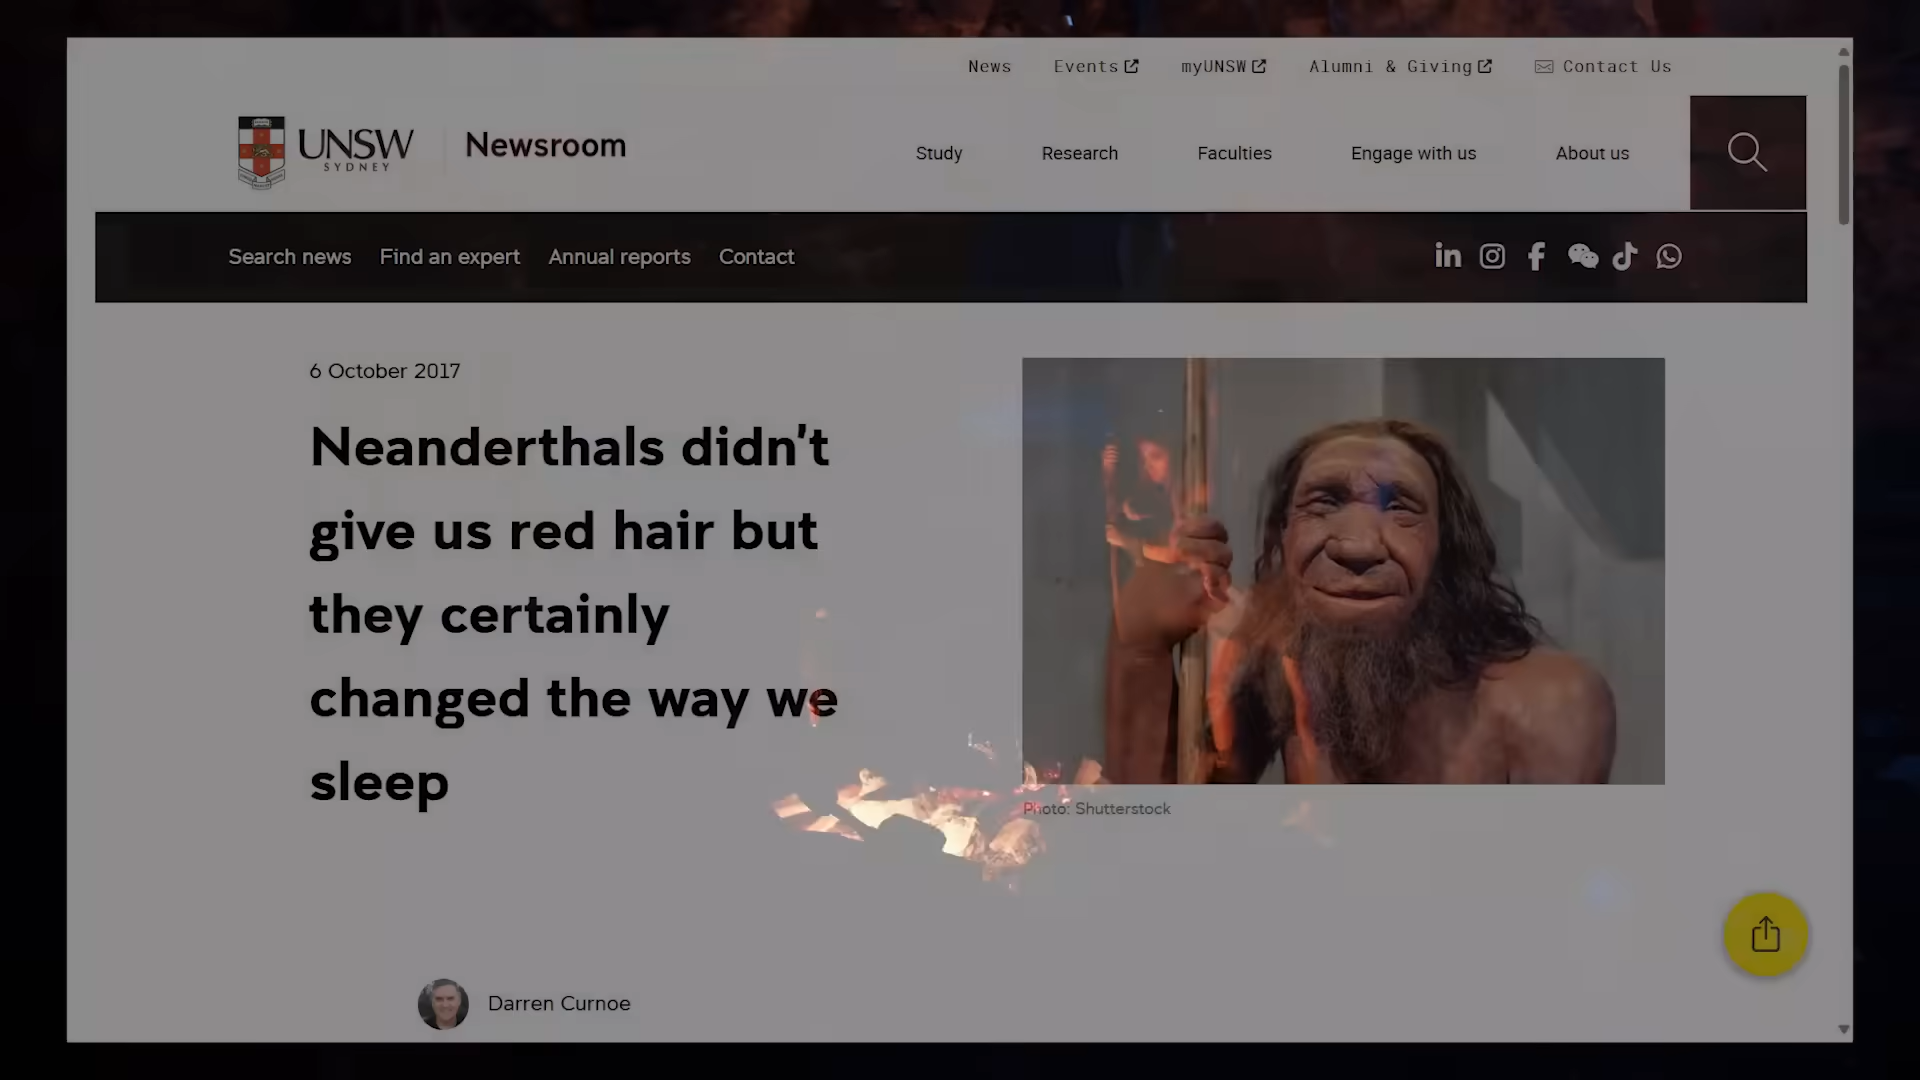 News Events myUNSW Alumni & Giving Contact Us
UNSW
SYDNEY
Newsroom
Study Research Faculties Engage with us About us
Search news Find an expert Annual reports Contact
6 October 2017
Neanderthals didn't
give us red hair but
they certainly
changed the way we
sleep
Photo: Shutterstock
Darren Curnoe